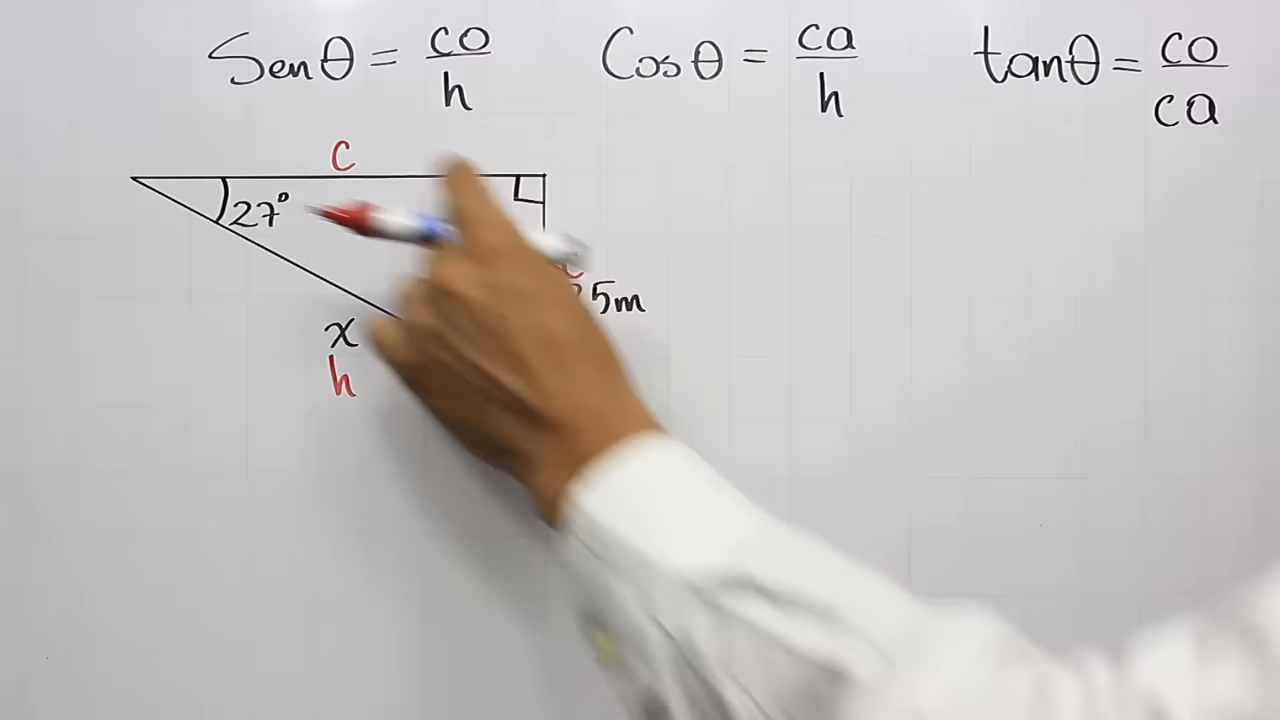 Senθ = co/h Cosθ = ca/h tanθ = co/ca
c
27°
5m
x
h